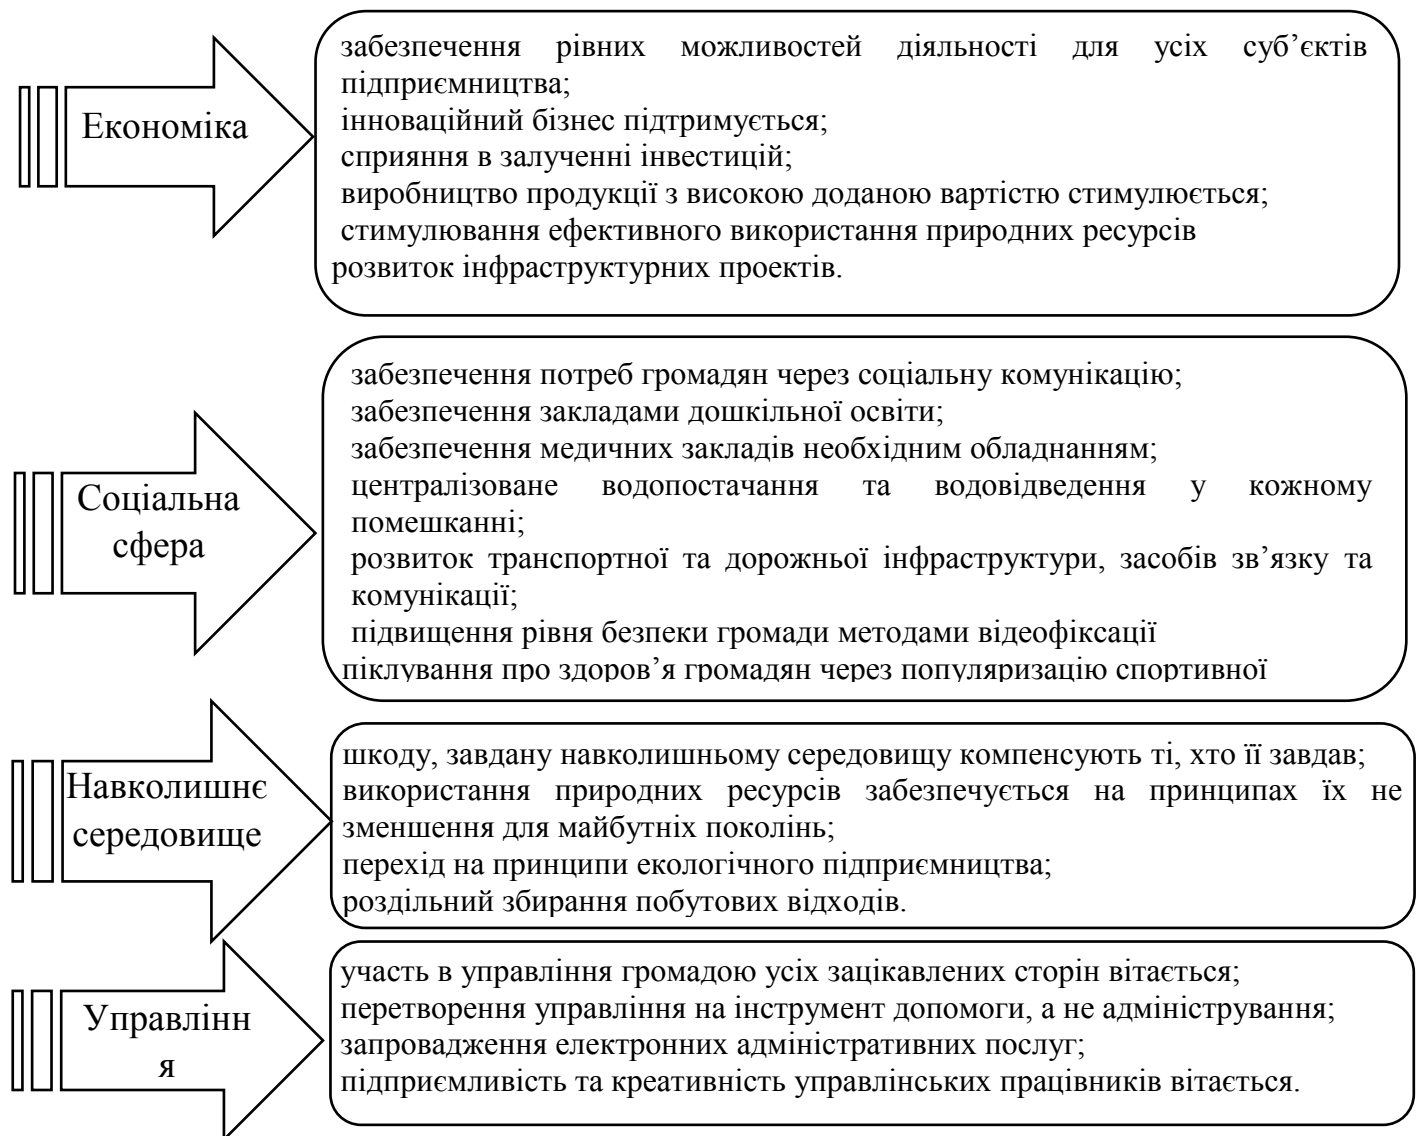 Економіка
забезпечення рівних можливостей діяльності для усіх суб’єктів
підприємництва;
інноваційний бізнес підтримується;
сприяння в залученні інвестицій;
виробництво продукції з високою доданою вартістю стимулюється;
стимулювання ефективного використання природних ресурсів
розвиток інфраструктурних проектів.
Соціальна
сфера
забезпечення потреб громадян через соціальну комунікацію;
забезпечення закладами дошкільної освіти;
забезпечення медичних закладів необхідним обладнанням;
централізоване водопостачання та водовідведення у кожному
помешканні;
розвиток транспортної та дорожньої інфраструктури, засобів зв’язку та
комунікації;
підвищення рівня безпеки громади методами відеофіксації
піклування про здоров’я громадян через популяризацію спортивної
Навколишнє
середовище
шкоду, завдану навколишньому середовищу компенсують ті, хто її завдав;
використання природних ресурсів забезпечується на принципах їх не
зменшення для майбутніх поколінь;
перехід на принципи екологічного підприємництва;
роздільний збирання побутових відходів.
Управлінн
я
участь в управління громадою усіх зацікавлених сторін вітається;
перетворення управління на інструмент допомоги, а не адміністрування;
запровадження електронних адміністративних послуг;
підприємливість та креативність управлінських працівників вітається.